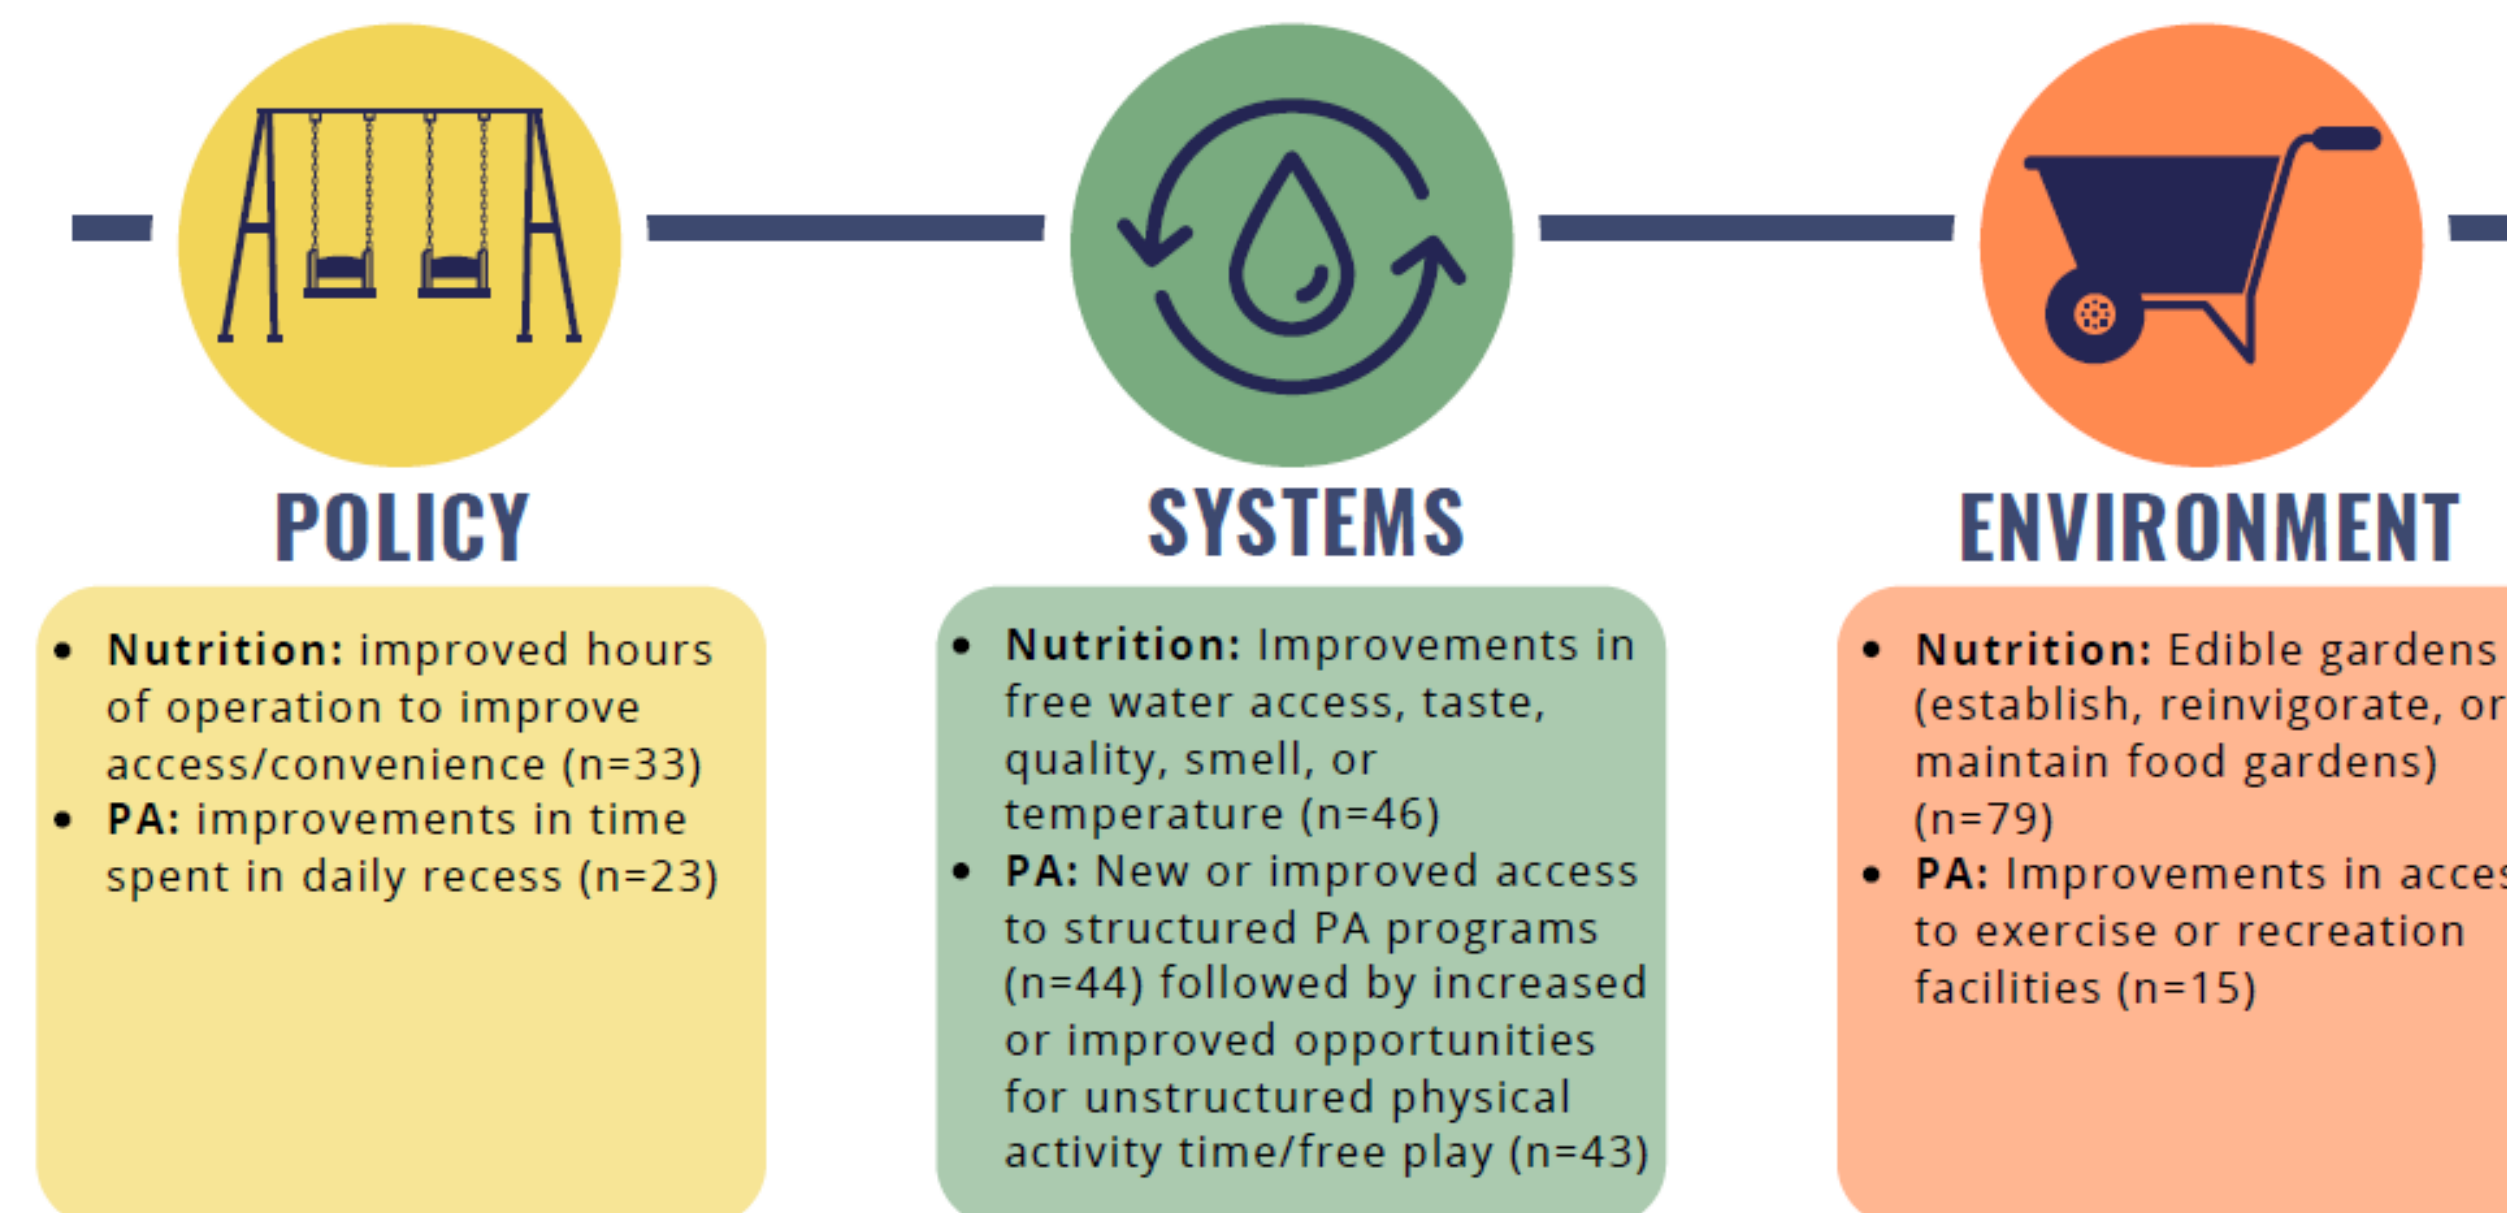 POLICY
• Nutrition: improved hours
of operation to improve
access/convenience (n=33)
• PA: improvements in time
spent in daily recess (n=23)
SYSTEMS
• Nutrition: Improvements in
free water access, taste,
quality, smell, or
temperature (n=46)
• PA: New or improved access
to structured PA programs
(n=44) followed by increased
or improved opportunities
for unstructured physical
activity time/free play (n=43)
ENVIRONMENT
• Nutrition: Edible gardens
(establish, reinvigorate, or
maintain food gardens)
(n=79)
• PA: Improvements in acces
to exercise or recreation
facilities (n=15)